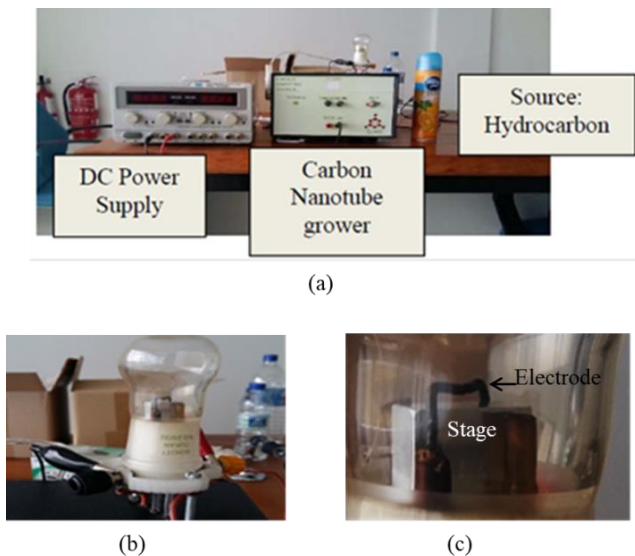 DC Power
Supply
Carbon
Nanotube
grower
Source:
Hydrocarbon
(a)
Electrode
Stage
(b)
(c)